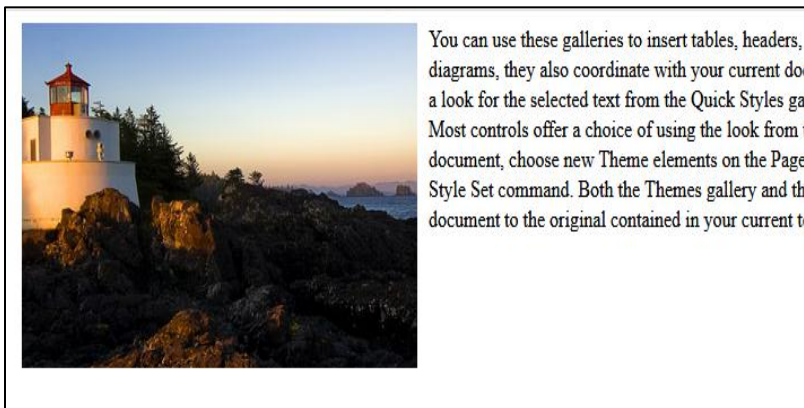 You can use these galleries to insert tables, headers,
diagrams, they also coordinate with your current do
a look for the selected text from the Quick Styles ga
Most controls offer a choice of using the look from
document, choose new Theme elements on the Page
Style Set command. Both the Themes gallery and th
document to the original contained in your current t